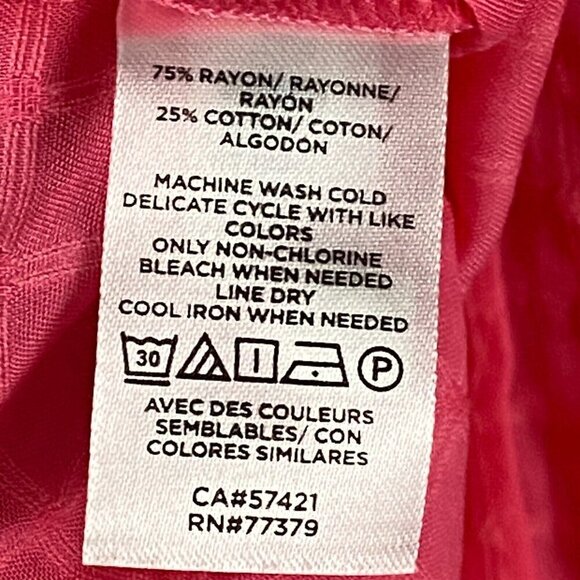 75% RAYON/ RAYONNE/
RAYÓN
25% COTTON/ COTON/
ALGODÓN
MACHINE WASH COLD
DELICATE CYCLE WITH LIKE
COLORS
ONLY NON-CHLORINE
BLEACH WHEN NEEDED
LINE DRY
COOL IRON WHEN NEEDED
30 P
AVEC DES COULEURS
SEMBLABLES/ CON
COLORES SIMILARES
CA#57421
RN#77379